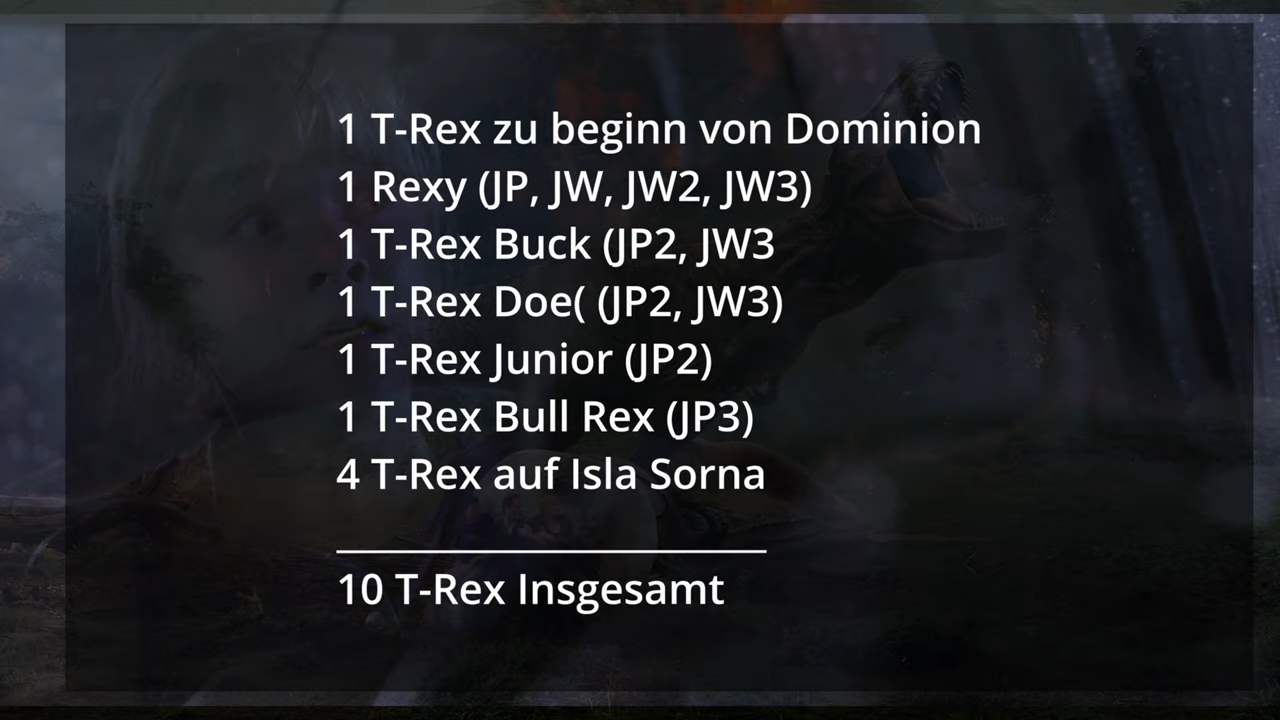 1 T-Rex zu beginn von Dominion
1 Rexy (JP, JW, JW2, JW3)
1 T-Rex Buck (JP2, JW3
1 T-Rex Doe( (JP2, JW3)
1 T-Rex Junior (JP2)
1 T-Rex Bull Rex (JP3)
4 T-Rex auf Isla Sorna
10 T-Rex Insgesamt